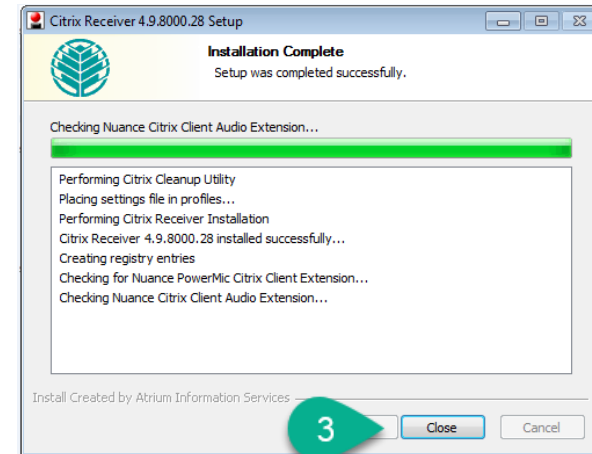 Citrix Receiver 4.9.8000.28 Setup
Installation Complete
Setup was completed successfully.
Checking Nuance Citrix Client Audio Extension...
Performing Citrix Cleanup Utility
Placing settings file in profiles...
Performing Citrix Receiver Installation
Citrix Receiver 4.9.8000.28 installed successfully...
Creating registry entries
Checking for Nuance PowerMic Citrix Client Extension...
Checking Nuance Citrix Client Audio Extension...
Install Created by Atrium Information Services
3
Close
Cancel